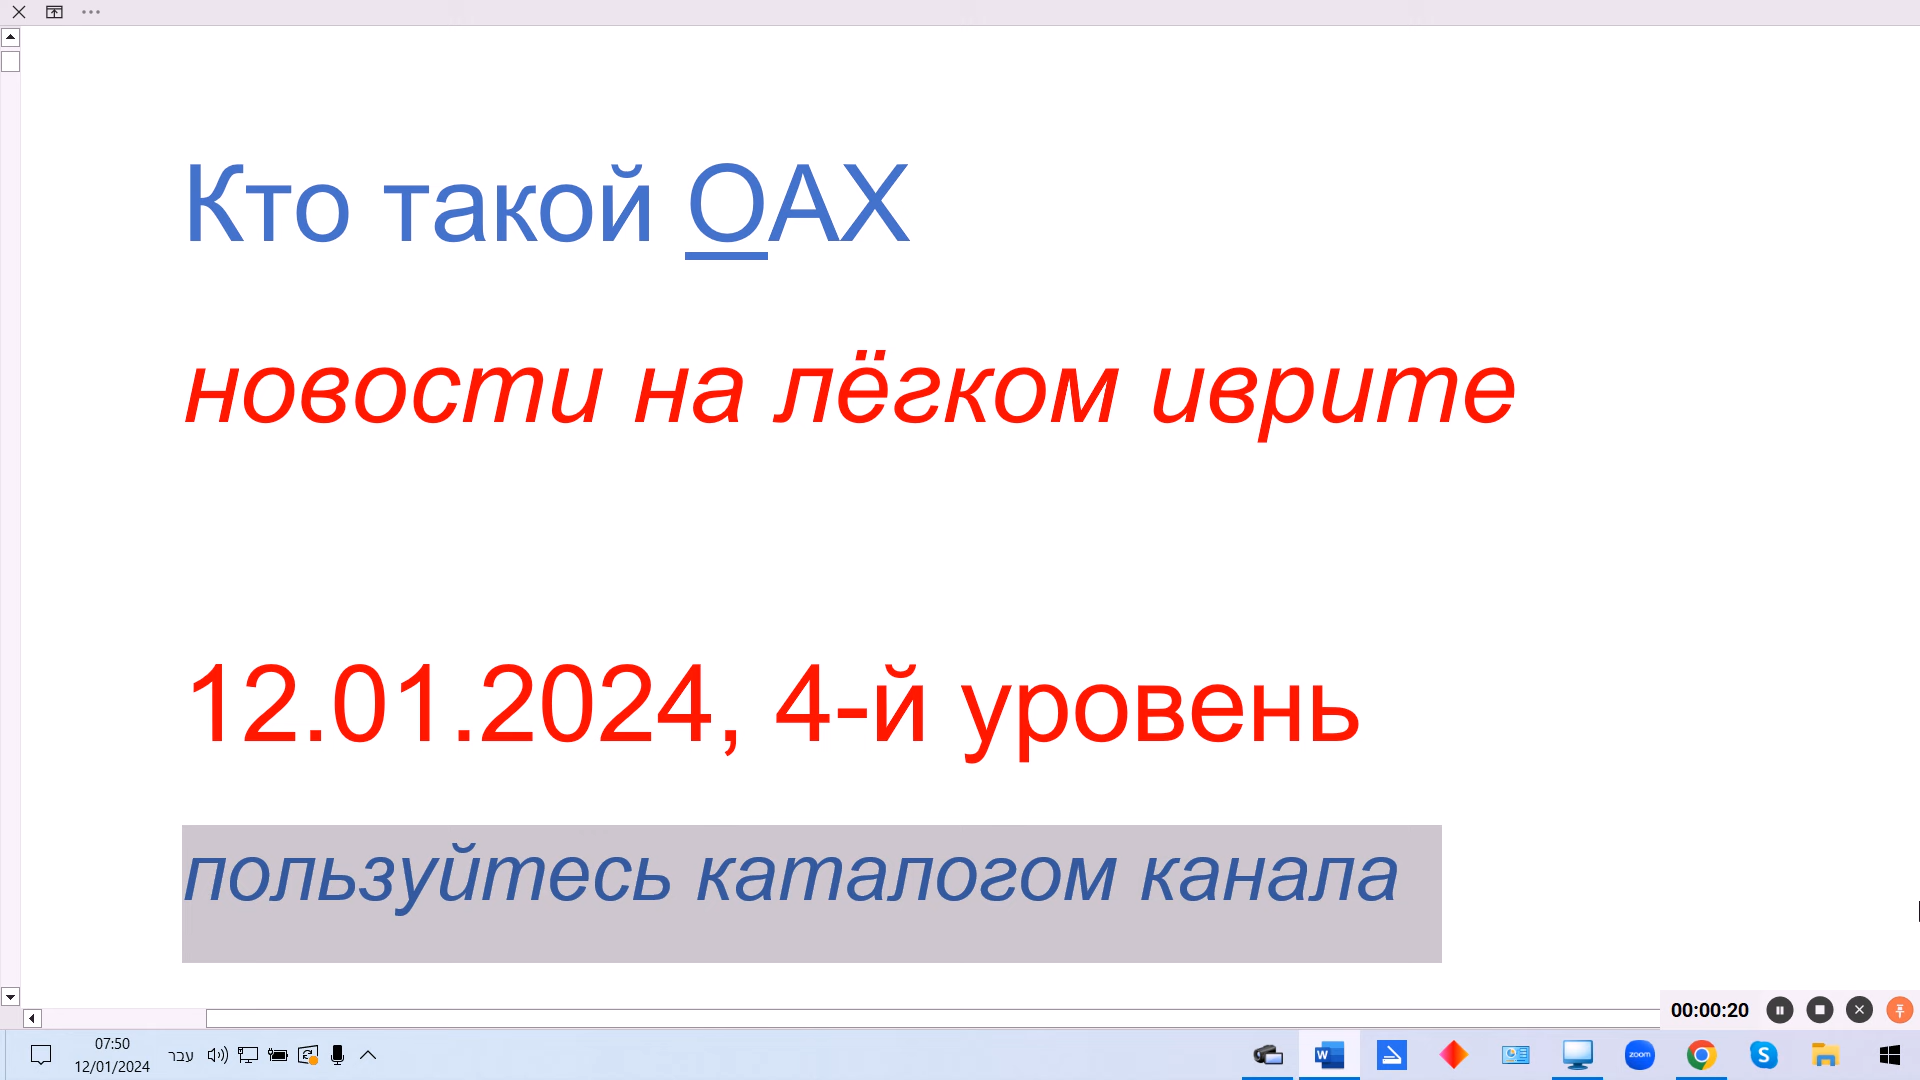 Кто такой ОАХ
новости на лёгком иврите
12.01.2024, 4-й уровень
пользуйтесь каталогом канала
00:00:20
07:50
12/01/2024
עבר
W
zoom
S